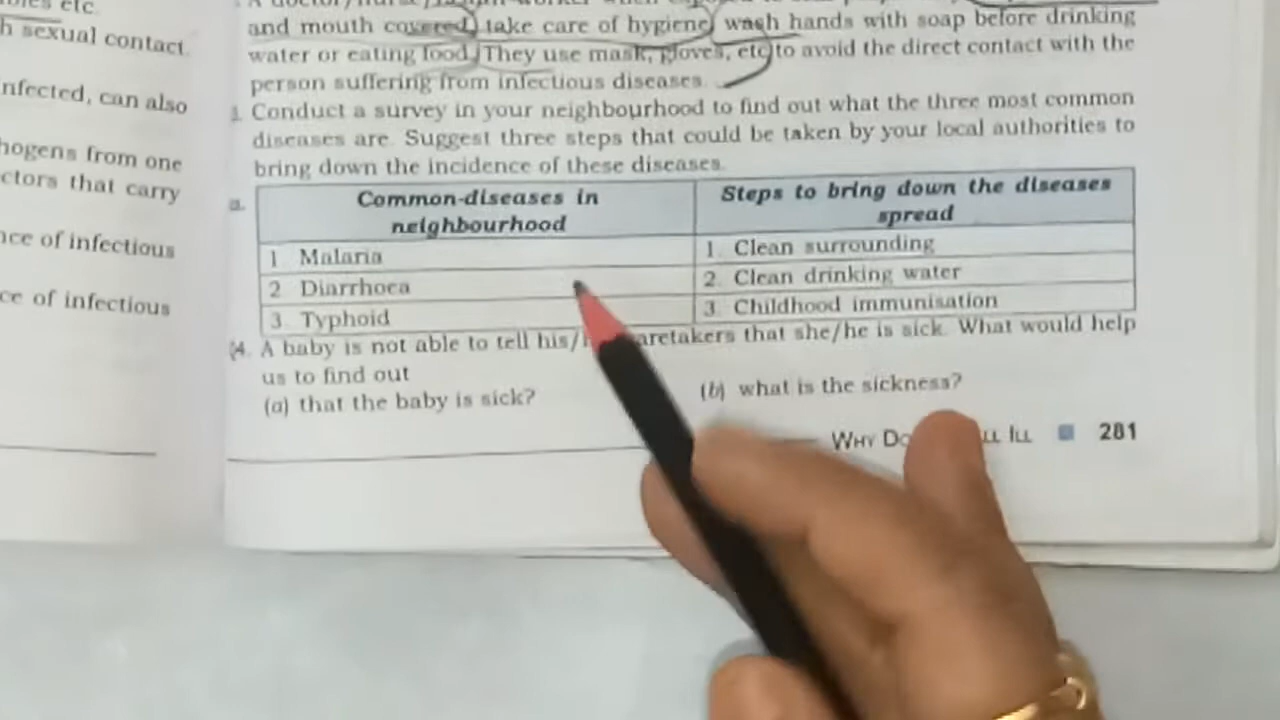 etc.
h sexual contact.
nfected, can also
hogens from one
ctors that carry
nce of infectious
ce of infectious
and mouth covered, take care of hygiene, wash hands with soap before drinking
water or eating food. They use mask, gloves, etc to avoid the direct contact with the
person suffering from infectious diseases.
3. Conduct a survey in your neighbourhood to find out what the three most common
diseases are. Suggest three steps that could be taken by your local authorities to
bring down the incidence of these diseases.
a.
Common-diseases in
neighbourhood
Steps to bring down the diseases
spread
1 Malaria
1. Clean surrounding
2 Diarrhoea
2. Clean drinking water
3. Typhoid
3. Childhood immunisation
4. A baby is not able to tell his/ aretakers that she/he is sick. What would help
us to find out
(a) that the baby is sick?
(b) what is the sickness?
WHY DO LL ILL 281